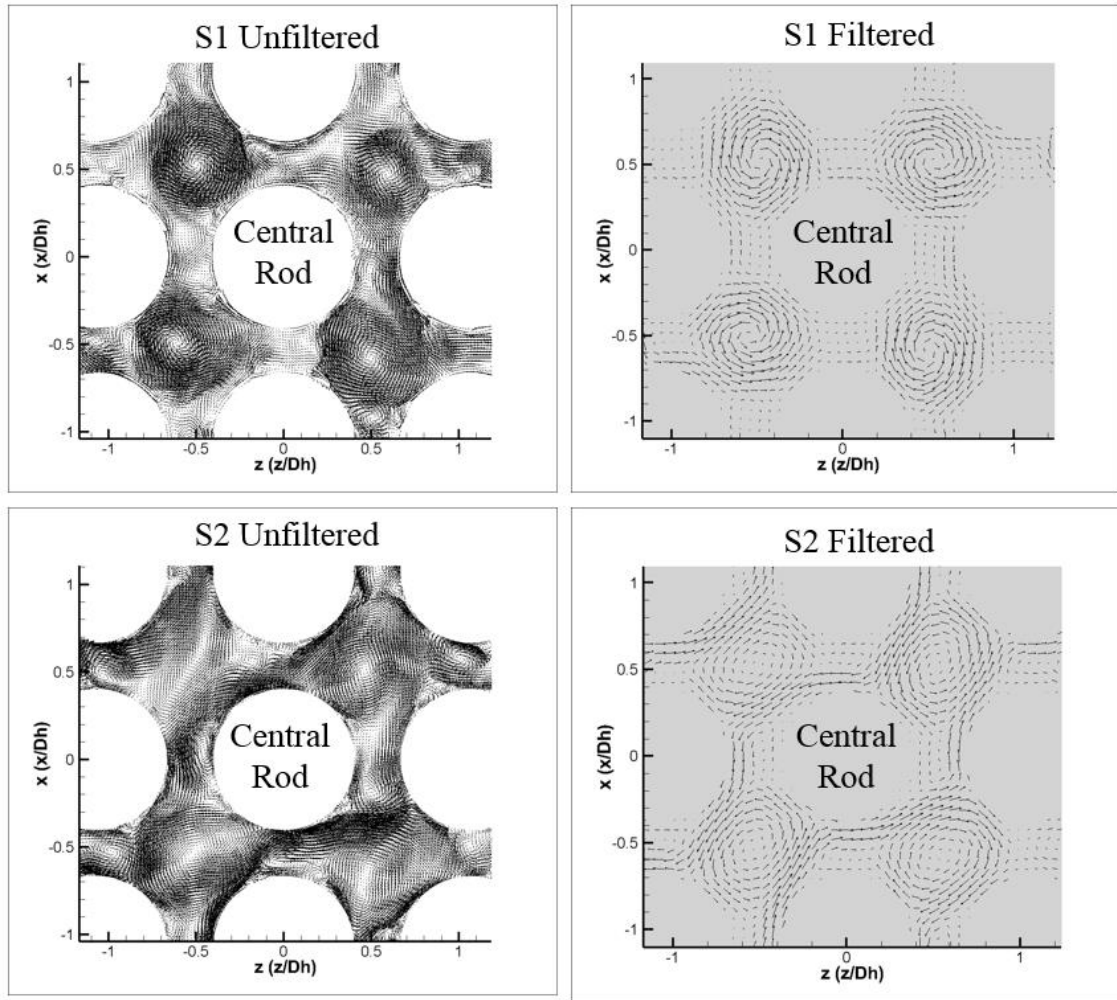 S1 Unfiltered
1
0.5
0
-0.5
-1
x (x/Dh)
Central
Rod
-1
-0.5
0
0.5
1
z (z/Dh)
S1 Filtered
1
0.5
0
-0.5
-1
x (x/Dh)
Central
Rod
-1
0
1
z (z/Dh)
S2 Unfiltered
1
0.5
0
-0.5
-1
x (x/Dh)
Central
Rod
-1
-0.5
0
0.5
1
z (z/Dh)
S2 Filtered
1
0.5
0
-0.5
-1
x (x/Dh)
Central
Rod
-1
0
1
z (z/Dh)